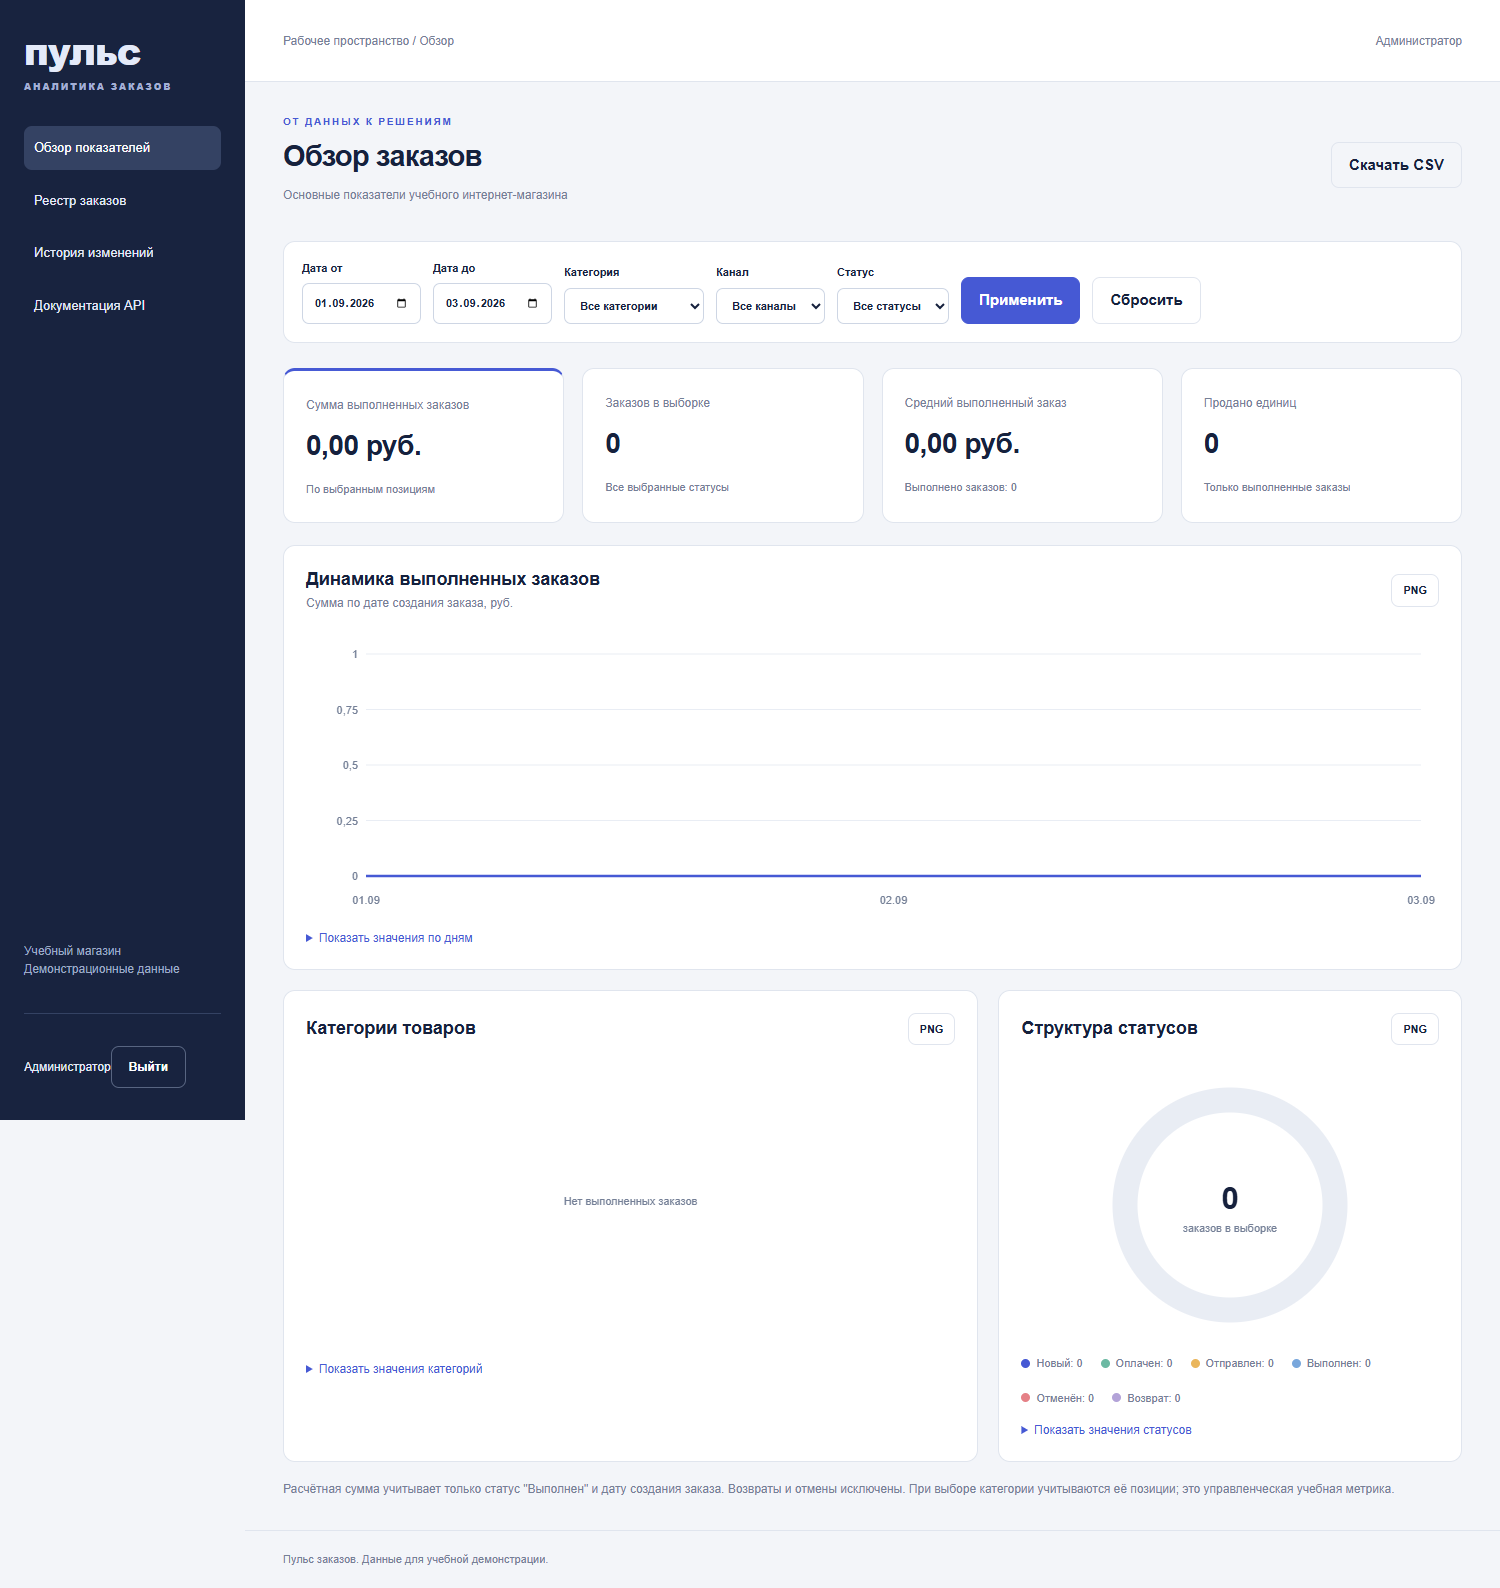 пульс
АНАЛИТИКА ЗАКАЗОВ
Обзор показателей
Реестр заказов
История изменений
Документация API
Учебный магазин
Демонстрационные данные
Администратор
Выйти
Рабочее пространство / Обзор
Администратор
ОТ ДАННЫХ К РЕШЕНИЯМ
Обзор заказов
Основные показатели учебного интернет-магазина
Скачать CSV
Дата от
01.09.2026
Дата до
03.09.2026
Категория
Все категории
Канал
Все каналы
Статус
Все статусы
Применить
Сбросить
Сумма выполненных заказов
0,00 руб.
По выбранным позициям
Заказов в выборке
0
Все выбранные статусы
Средний выполненный заказ
0,00 руб.
Выполнено заказов: 0
Продано единиц
0
Только выполненные заказы
Динамика выполненных заказов
Сумма по дате создания заказа, руб.
PNG
1
0,75
0,5
0,25
0
01.09
02.09
03.09
Показать значения по дням
Категории товаров
PNG
Нет выполненных заказов
Показать значения категорий
Структура статусов
PNG
0
заказов в выборке
Новый: 0
Оплачен: 0
Отправлен: 0
Выполнен: 0
Отменён: 0
Возврат: 0
Показать значения статусов
Расчётная сумма учитывает только статус "Выполнен" и дату создания заказа. Возвраты и отмены исключены. При выборе категории учитываются её позиции; это управленческая учебная метрика.
Пульс заказов. Данные для учебной демонстрации.